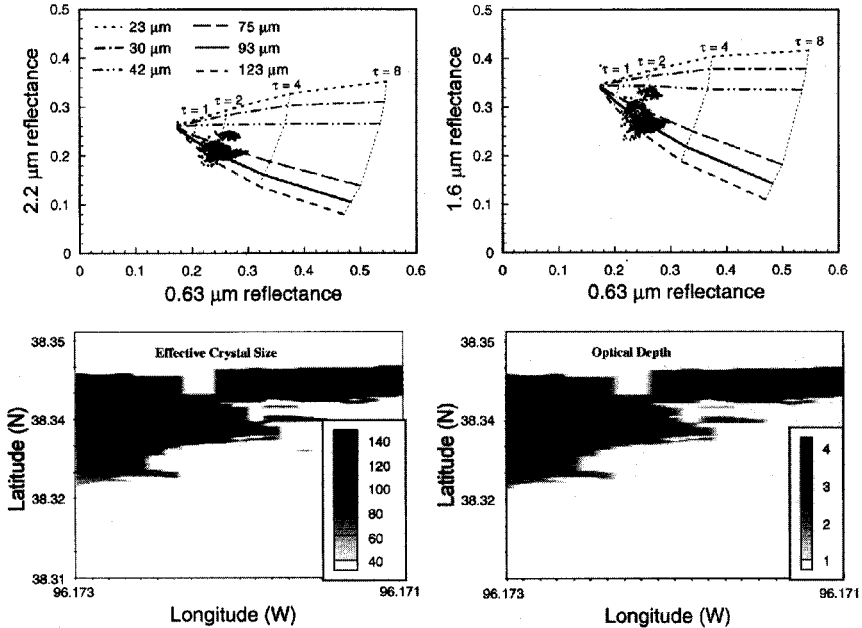 0.5
0.4
0.3
0.2
0.1
0
2.2 μm reflectance
23 μm
30 μm
42 μm
75 μm
93 μm
123 μm
τ = 1
τ = 2
τ = 4
τ = 8
0
0.1
0.2
0.3
0.4
0.5
0.6
0.63 μm reflectance
0.5
0.4
0.3
0.2
0.1
0
1.6 μm reflectance
τ = 1
τ = 2
τ = 4
τ = 8
0
0.1
0.2
0.3
0.4
0.5
0.6
0.63 μm reflectance
38.35
38.34
38.32
38.31
Latitude (N)
Effective Crystal Size
140
120
100
80
60
40
96.173
96.171
Longitude (W)
38.35
38.34
38.32
38.31
Latitude (N)
Optical Depth
4
3
2
1
96.173
96.171
Longitude (W)